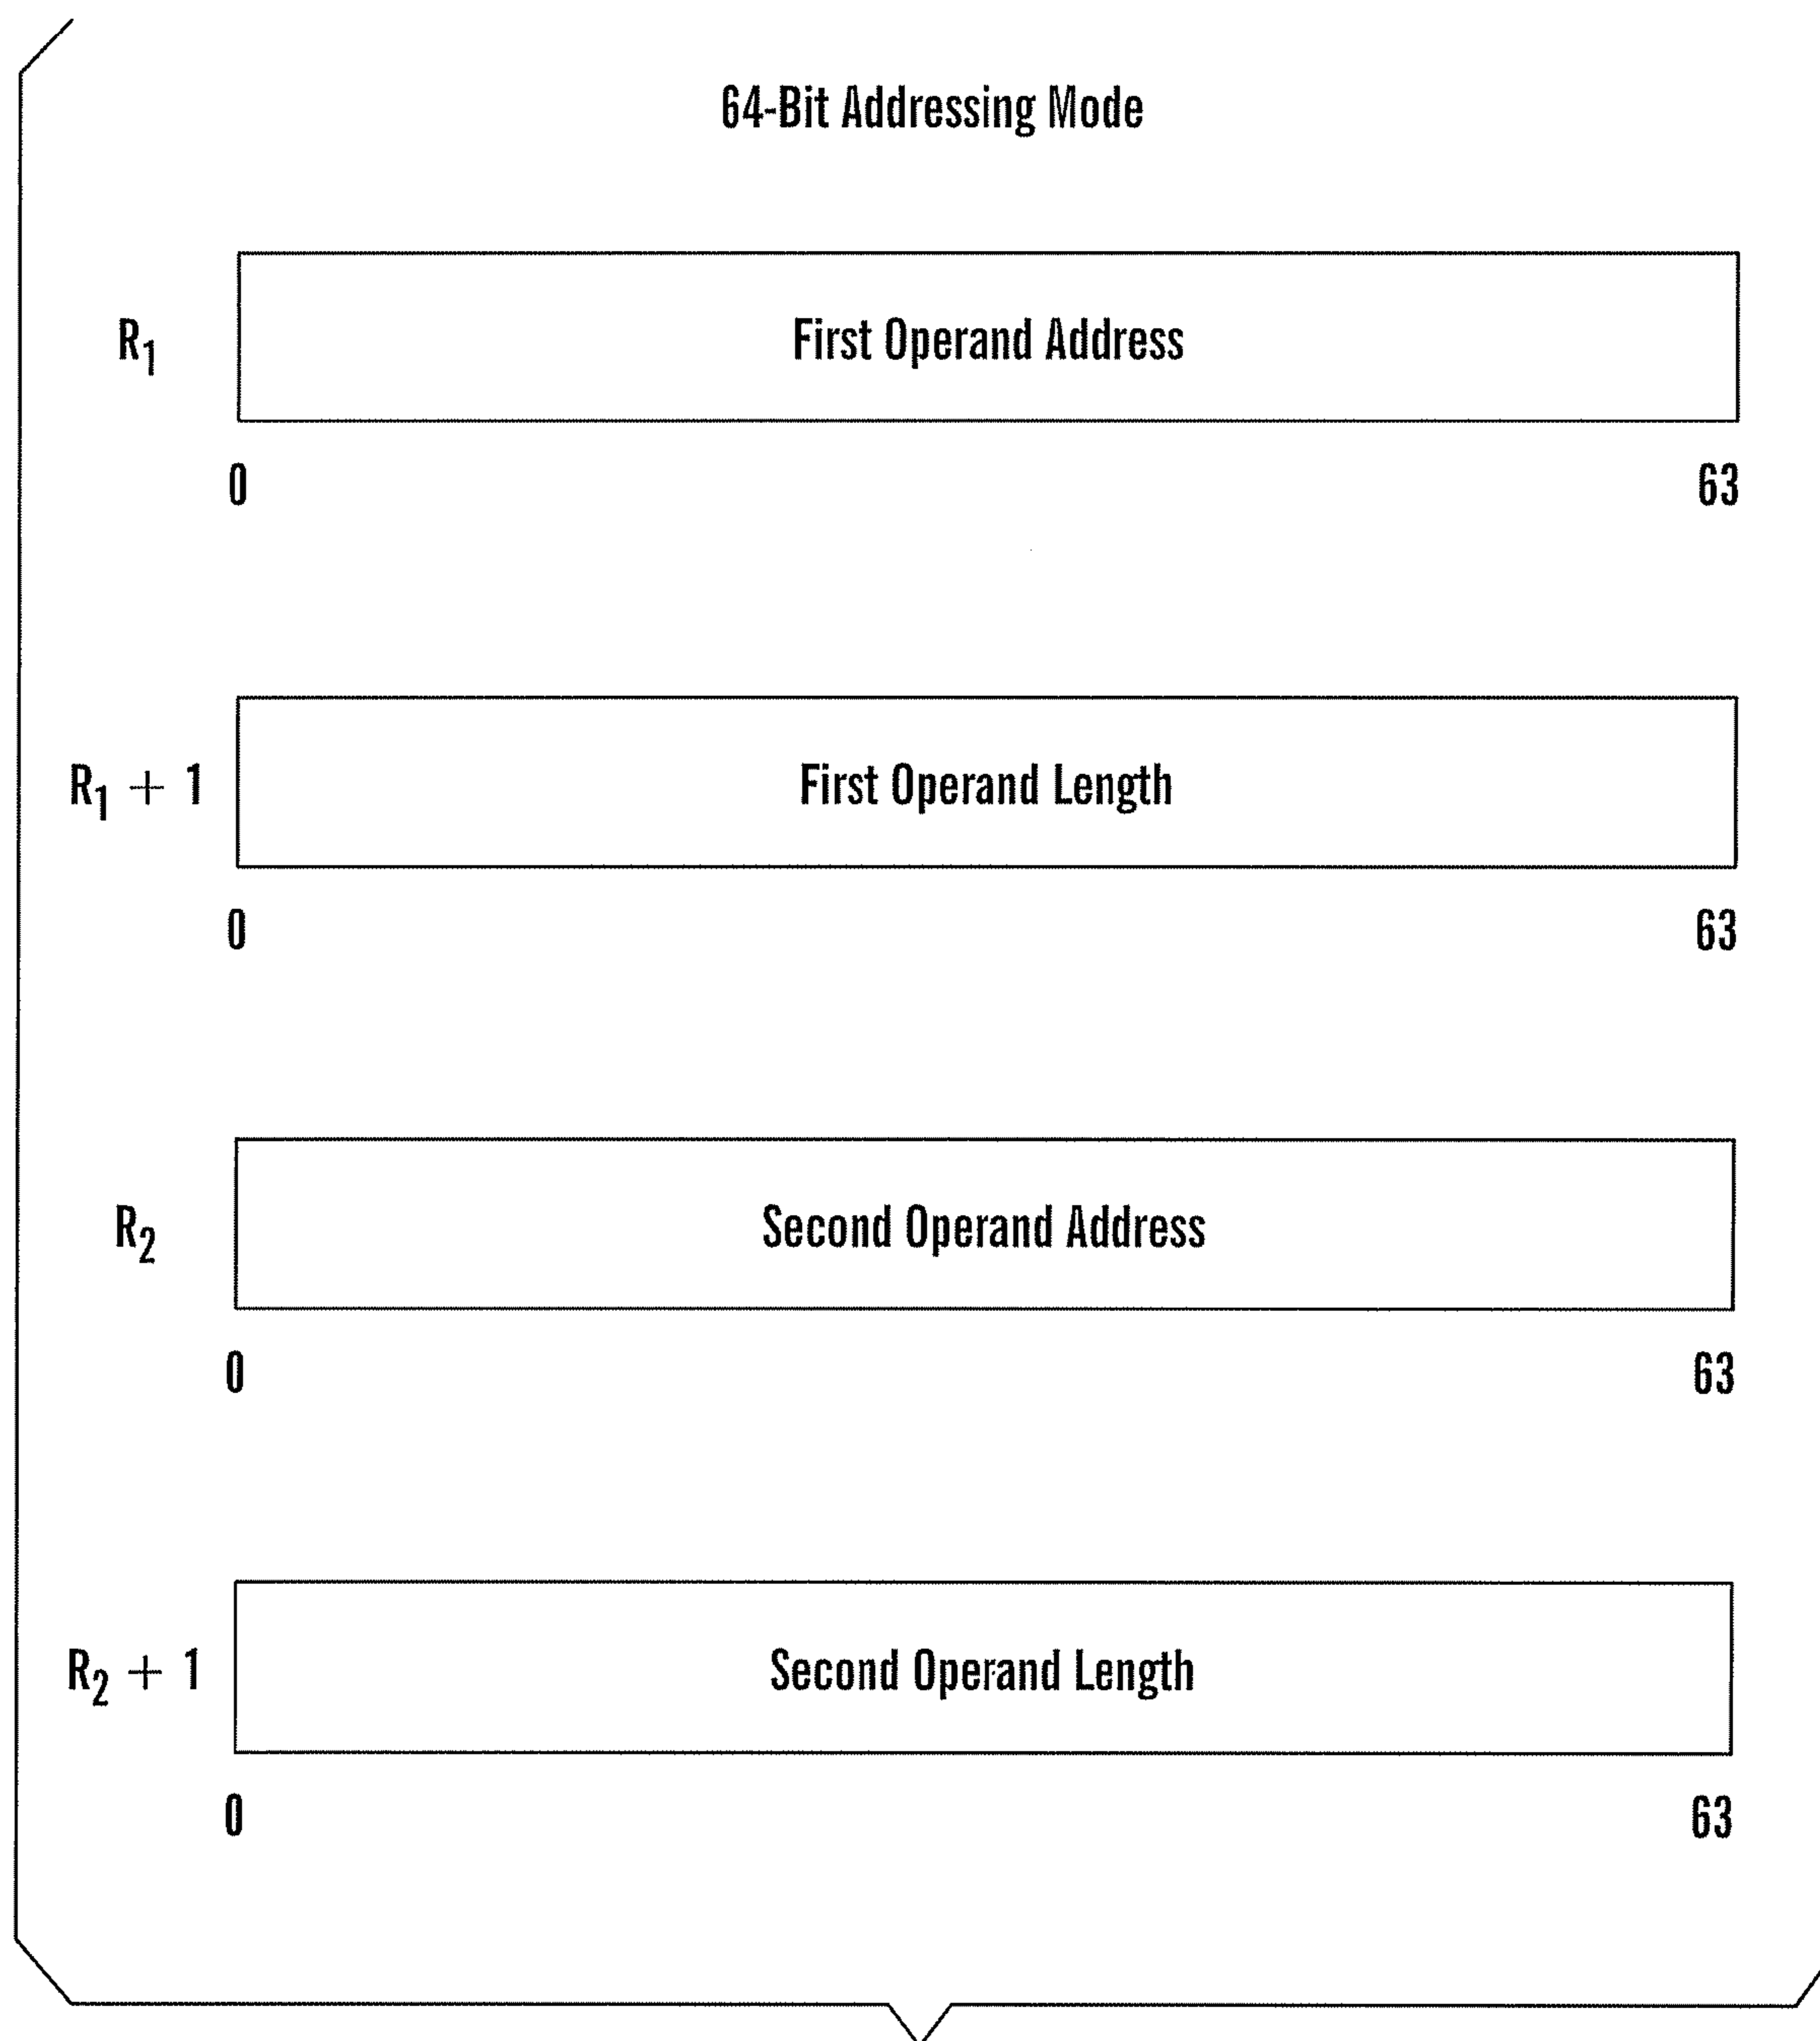 64-Bit Addressing Mode
R₁ First Operand Address
0 63
R₁ + 1 First Operand Length
0 63
R₂ Second Operand Address
0 63
R₂ + 1 Second Operand Length
0 63